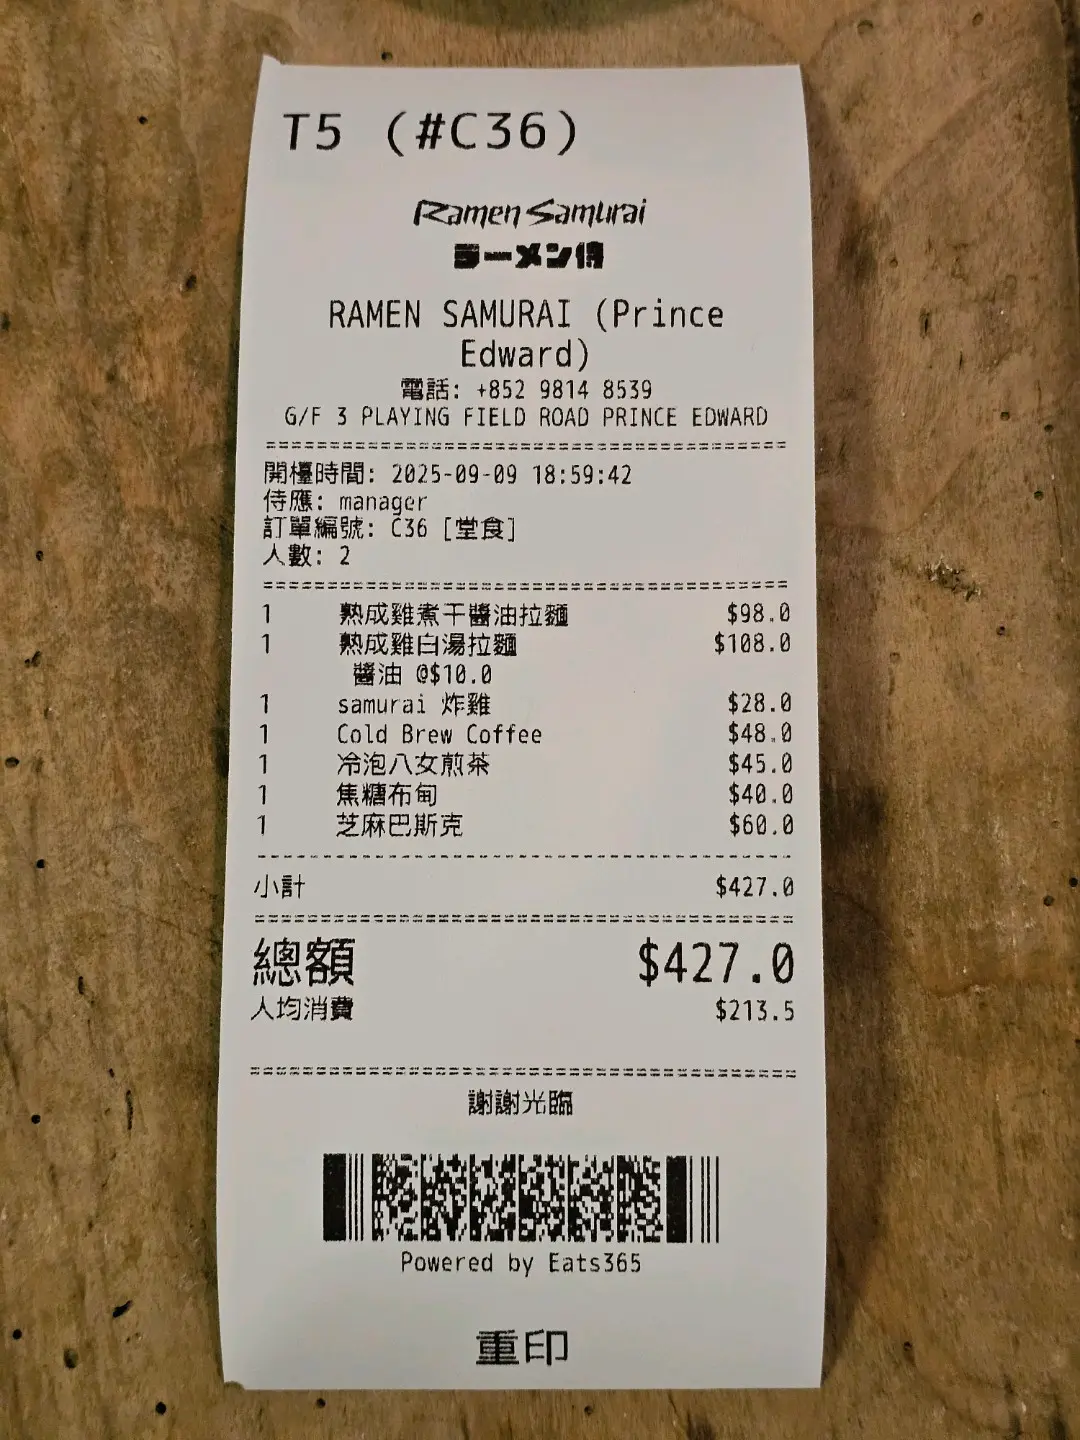 T5 (#C36)
Ramen Samurai
ラーメン侍
RAMEN SAMURAI (Prince
Edward)
電話: +852 9814 8539
G/F 3 PLAYING FIELD ROAD PRINCE EDWARD
開檯時間: 2025-09-09 18:59:42
侍應: manager
訂單編號: C36 [堂食]
人數: 2
1 熟成雞煮干醬油拉麵 $98.0
1 熟成雞白湯拉麵 $108.0
醬油 @$10.0
1 samurai 炸雞 $28.0
1 Cold Brew Coffee $48.0
1 冷泡八女煎茶 $45.0
1 焦糖布甸 $40.0
1 芝麻巴斯克 $60.0
小計 $427.0
總額 $427.0
人均消費 $213.5
謝謝光臨
Powered by Eats365
重印